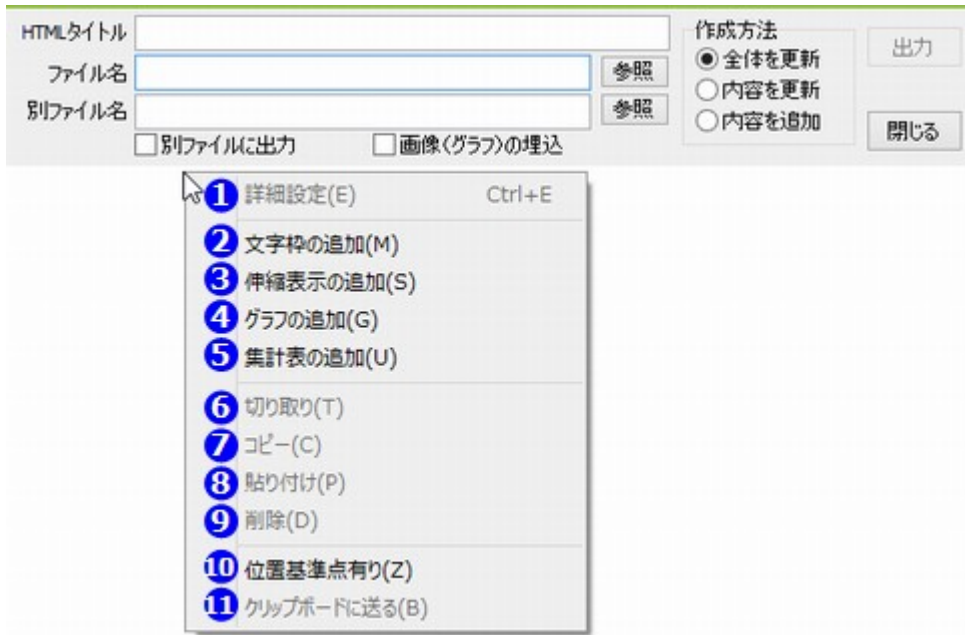 HTMLタイトル
ファイル名
参照
別ファイル名
参照
別ファイルに出力
画像(グラフ)の埋込
作成方法
全体を更新
内容を更新
内容を追加
出力
閉じる
1 詳細設定(E) Ctrl+E
2 文字枠の追加(M)
3 伸縮表示の追加(S)
4 グラフの追加(G)
5 集計表の追加(U)
6 切り取り(T)
7 コピー(C)
8 貼り付け(P)
9 削除(D)
10 位置基準点有り(Z)
11 クリップボードに送る(B)